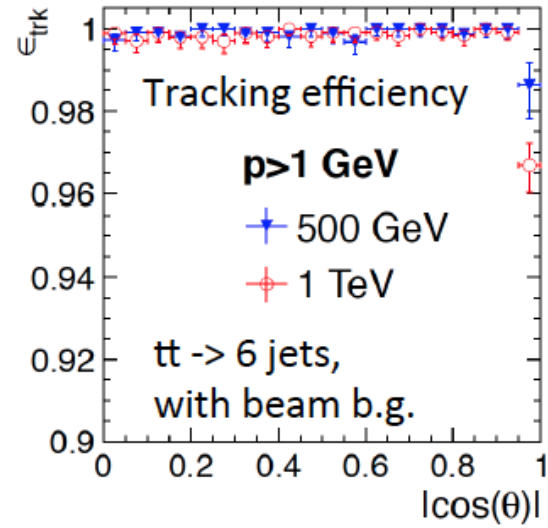 ϵtrk
1
0.98
0.96
0.94
0.92
0.9
Tracking efficiency
p>1 GeV
500 GeV
1 TeV
tt -> 6 jets,
with beam b.g.
0 0.2 0.4 0.6 0.8 1
|cos(θ)|